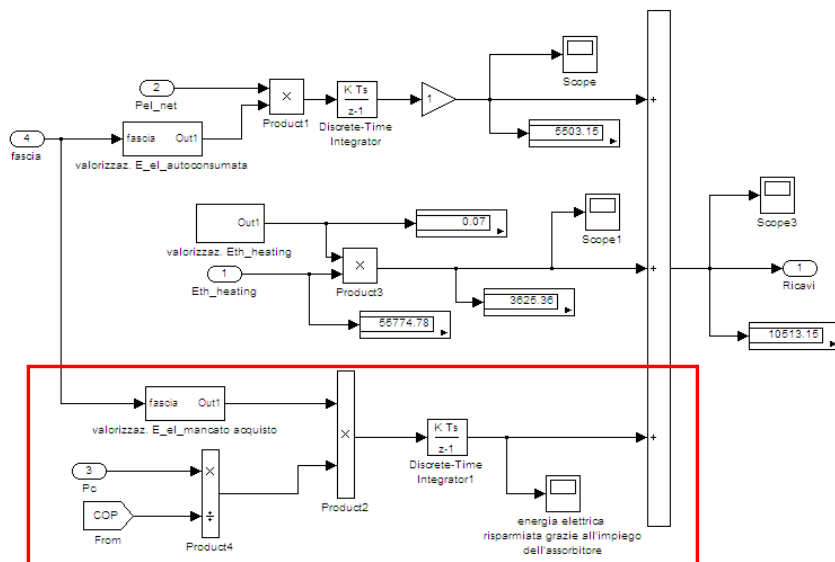 Scope
2
Pel_net
×
Product1
K Ts
z-1
Discrete-Time
Integrator
1
+
5503.15
4
fascia
fascia Out1
valorizzaz. E_el_autoconsumata
Scope1
Scope3
Out1
0.07
valorizzaz. Eth_heating
1
Eth_heating
×
Product3
+
1
Ricavi
3625.36
55774.78
10513.15
fascia Out1
valorizzaz. E_el_mancato acquisto
×
Product2
K Ts
z-1
Discrete-Time
Integrator1
+
3
Pc
×
COP
From
÷
Product4
energia elettrica
risparmiata grazie all'impiego
dell'assorbitore